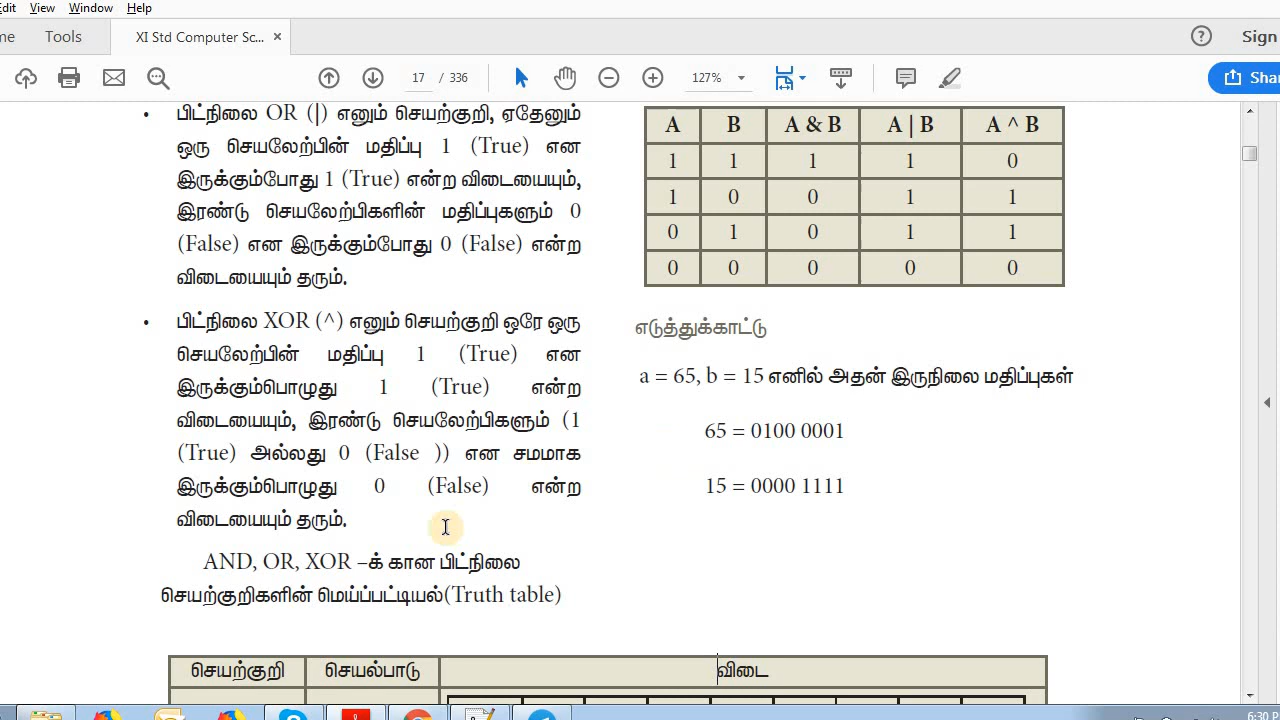 Edit View Window Help
Tools XI Std Computer Sc... × Sign
17 / 336 127% Shar
• பிட்நிலை OR (|) எனும் செயற்குறி, ஏதேனும்
ஒரு செயலேற்பின் மதிப்பு 1 (True) என
இருக்கும்போது 1 (True) என்ற விடையையும்,
இரண்டு செயலேற்பிகளின் மதிப்புகளும் 0
(False) என இருக்கும்போது 0 (False) என்ற
விடையையும் தரும்.
• பிட்நிலை XOR (^) எனும் செயற்குறி ஒரே ஒரு
செயலேற்பின் மதிப்பு 1 (True) என
இருக்கும்பொழுது 1 (True) என்ற
விடையையும், இரண்டு செயலேற்பிகளும் (1
(True) அல்லது 0 (False )) என சமமாக
இருக்கும்பொழுது 0 (False) என்ற
விடையையும் தரும்.
AND, OR, XOR –க் கான பிட்நிலை
செயற்குறிகளின் மெய்ப்பட்டியல்(Truth table)
A B A & B A | B A ^ B
1 1 1 1 0
1 0 0 1 1
0 1 0 1 1
0 0 0 0 0
எடுத்துக்காட்டு
a = 65, b = 15 எனில் அதன் இருநிலை மதிப்புகள்
65 = 0100 0001
15 = 0000 1111
செயற்குறி செயல்பாடு விடை
6:30 P